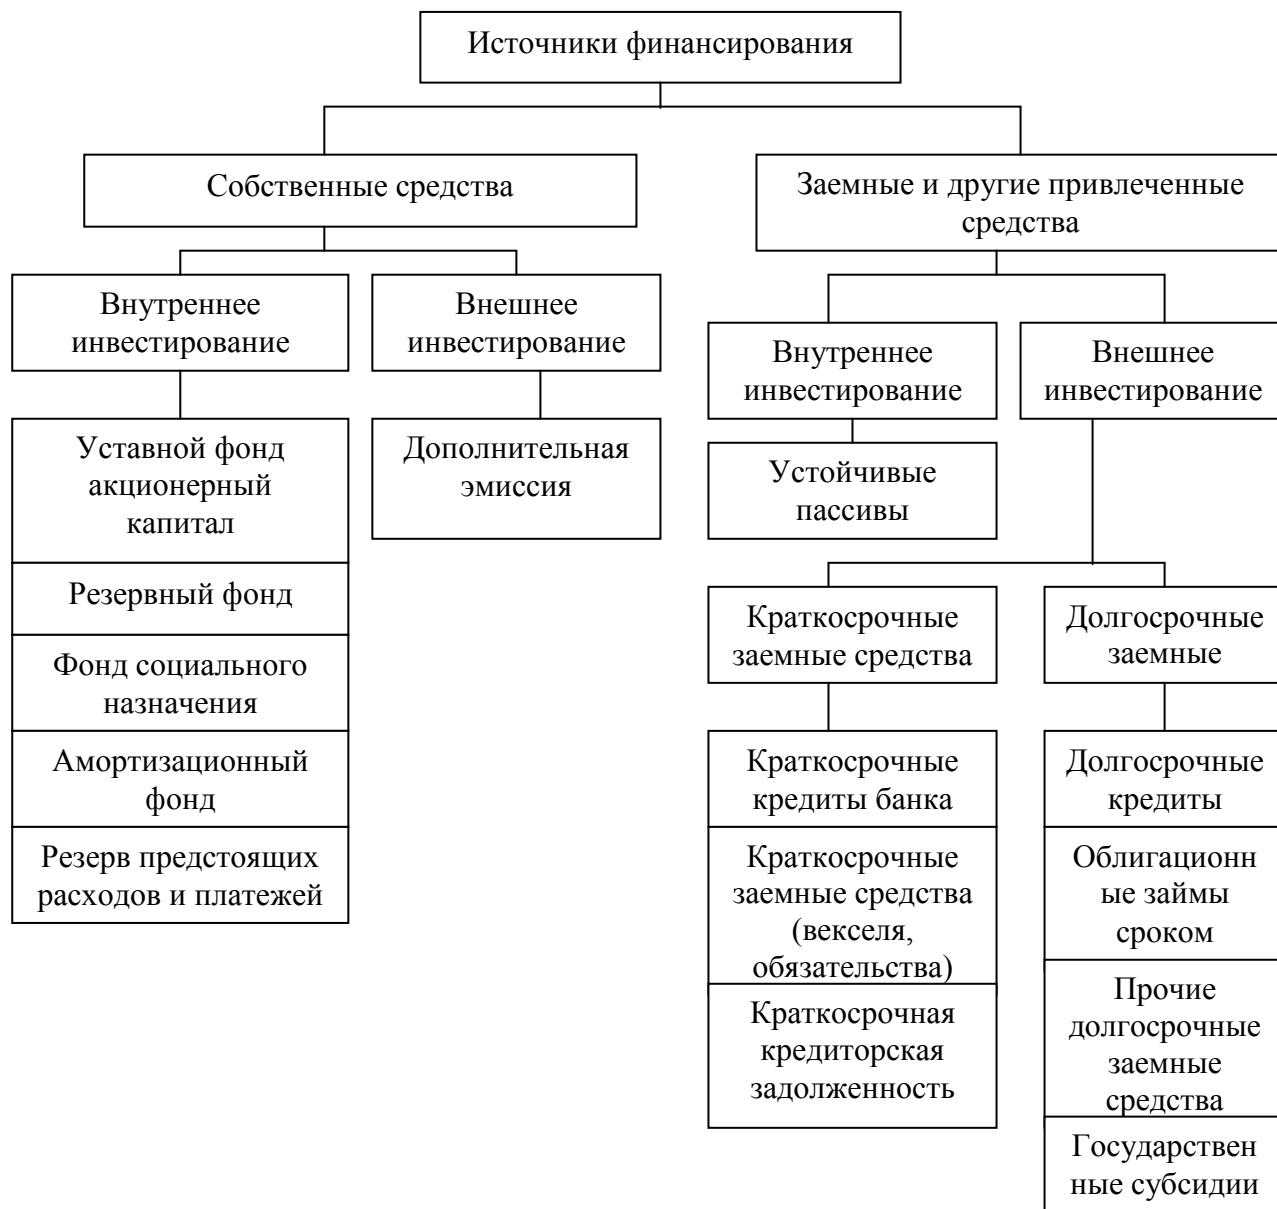 Источники финансирования
Собственные средства
Заемные и другие привлеченные
средства
Внутреннее
инвестирование
Внешнее
инвестирование
Внутреннее
инвестирование
Внешнее
инвестирование
Уставной фонд
акционерный
капитал
Дополнительная
эмиссия
Устойчивые
пассивы
Резервный фонд
Фонд социального
назначения
Амортизационный
фонд
Резерв предстоящих
расходов и платежей
Краткосрочные
заемные средства
Долгосрочные
заемные
Краткосрочные
кредиты банка
Краткосрочные
заемные средства
(векселя,
обязательства)
Краткосрочная
кредиторская
задолженность
Долгосрочные
кредиты
Облигационн
ые займы
сроком
Прочие
долгосрочные
заемные
средства
Государствен
ные субсидии